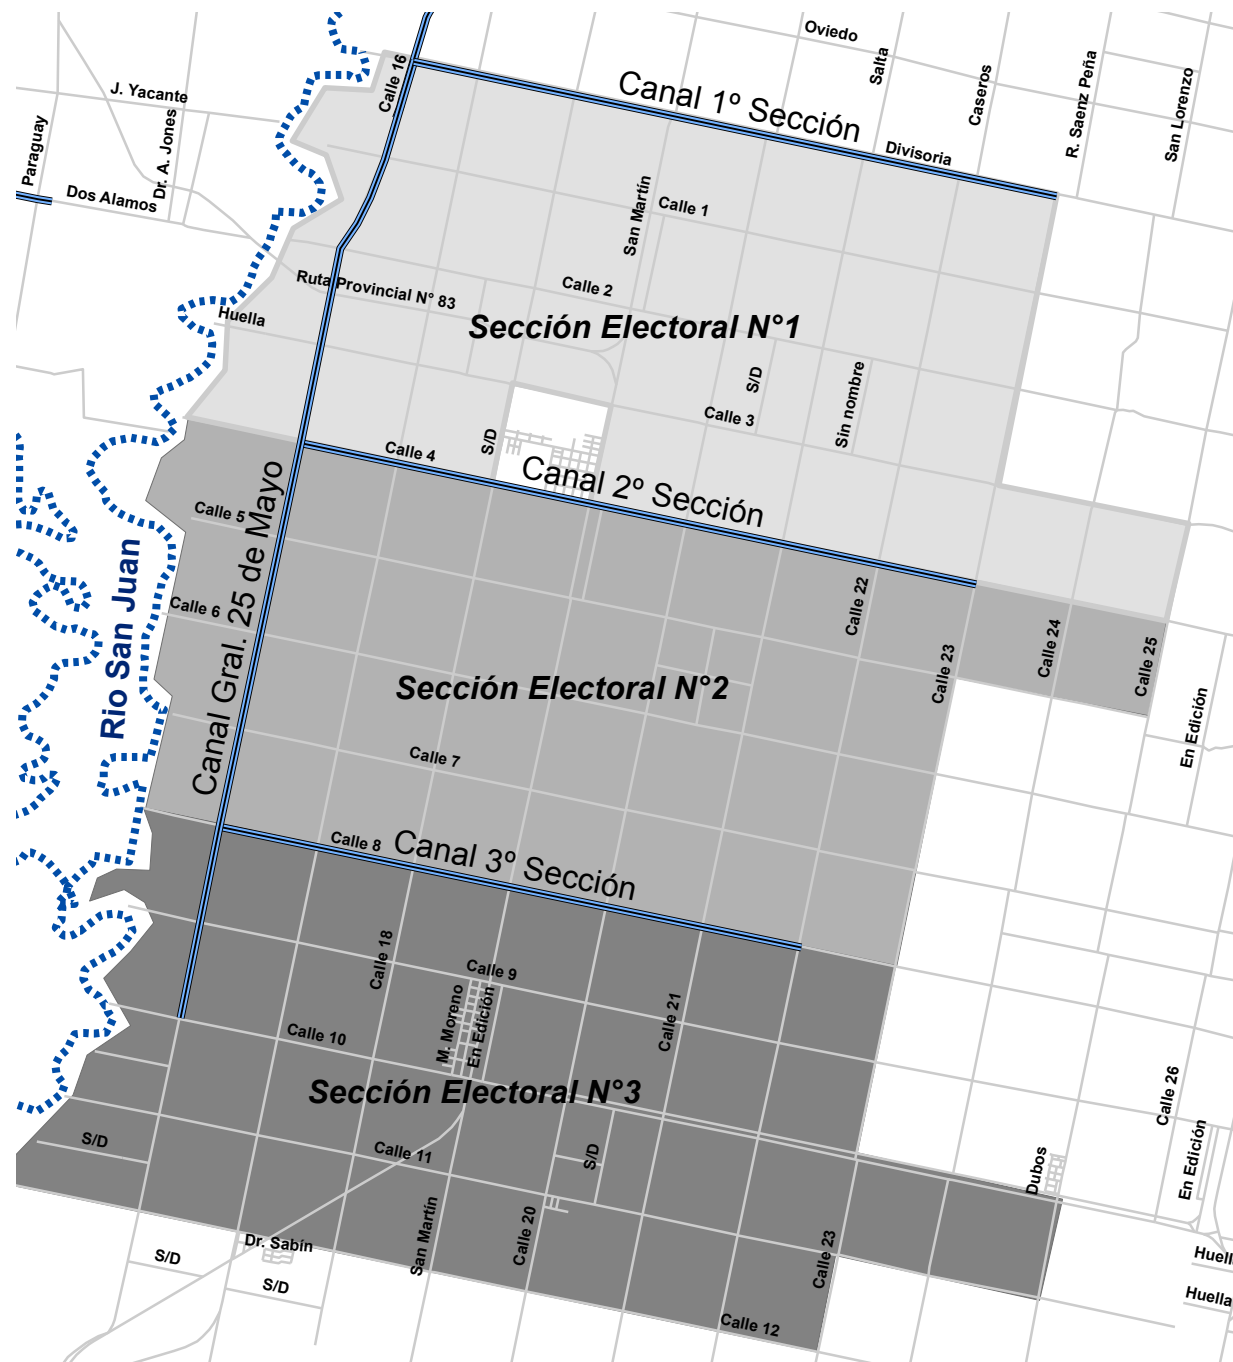 Oviedo
Salta
Caseros
R. Saenz Peña
San Lorenzo
Calle 16
Canal 1º Sección
Divisoria
J. Yacante
Dr. A. Jones
Paraguay
Dos Alamos
San Martín
Calle 1
Calle 2
Ruta Provincial N° 83
Huella
Sección Electoral N°1
S/D
Sin nombre
Calle 3
Calle 4
S/D
Canal 2º Sección
Calle 5
Canal Gral. 25 de Mayo
Rio San Juan
Calle 6
Calle 22
Calle 23
Calle 24
Calle 25
En Edición
Sección Electoral N°2
Calle 7
Calle 8
Canal 3º Sección
Calle 18
Calle 9
M. Moreno
En Edición
Calle 21
Calle 10
Sección Electoral N°3
Calle 26
En Edición
Dubos
S/D
Calle 11
S/D
San Martín
Calle 20
Calle 23
Dr. Sabín
S/D
S/D
Calle 12
Huell
Huella